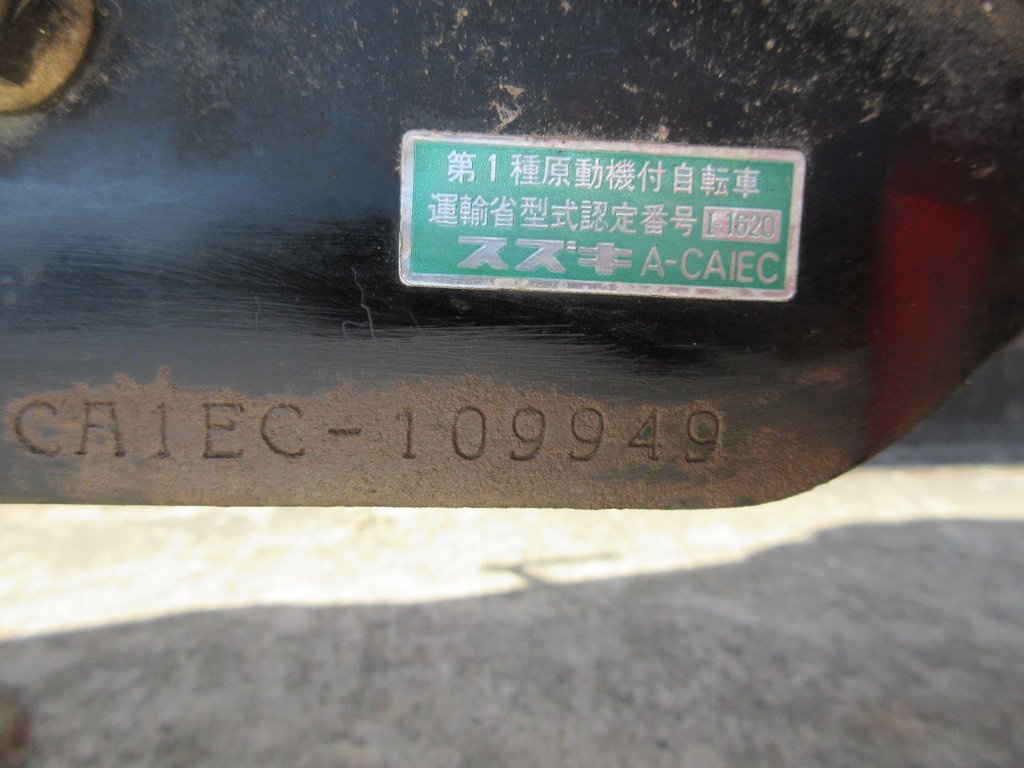 第1種原動機付自転車
運輸省型式認定番号 I-1620
スズキ A-CA1EC
CA1EC-109949